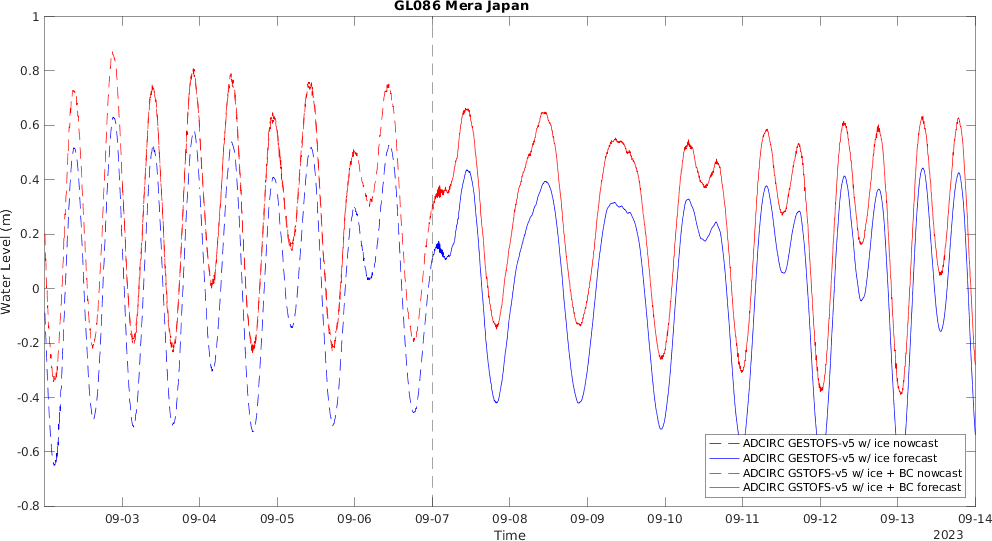 GL086 Mera Japan
1
0.8
0.6
0.4
0.2
0
-0.2
-0.4
-0.6
-0.8
Water Level (m)
09-03 09-04 09-05 09-06 09-07 09-08 09-09 09-10 09-11 09-12 09-13 09-14
Time
2023
ADCIRC GESTOFS-v5 w/ ice nowcast
ADCIRC GESTOFS-v5 w/ ice forecast
ADCIRC GSTOFS-v5 w/ ice + BC nowcast
ADCIRC GSTOFS-v5 w/ ice + BC forecast